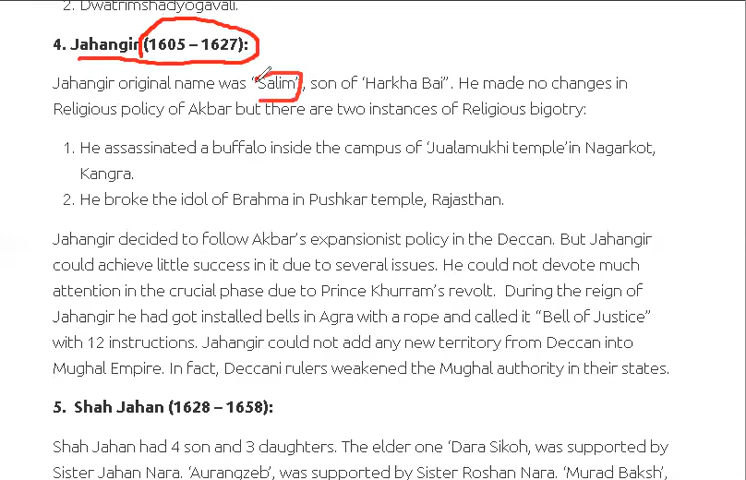 2. Dwatrimshadyogavali.
4. Jahangir (1605 – 1627):
Jahangir original name was ‘Salim’, son of ‘Harkha Bai”. He made no changes in
Religious policy of Akbar but there are two instances of Religious bigotry:
1. He assassinated a buffalo inside the campus of ‘Jualamukhi temple’in Nagarkot,
Kangra.
2. He broke the idol of Brahma in Pushkar temple, Rajasthan.
Jahangir decided to follow Akbar’s expansionist policy in the Deccan. But Jahangir
could achieve little success in it due to several issues. He could not devote much
attention in the crucial phase due to Prince Khurram’s revolt. During the reign of
Jahangir he had got installed bells in Agra with a rope and called it “Bell of Justice”
with 12 instructions. Jahangir could not add any new territory from Deccan into
Mughal Empire. In fact, Deccani rulers weakened the Mughal authority in their states.
5. Shah Jahan (1628 – 1658):
Shah Jahan had 4 son and 3 daughters. The elder one ‘Dara Sikoh, was supported by
Sister Jahan Nara. ‘Aurangzeb’, was supported by Sister Roshan Nara. ‘Murad Baksh’,